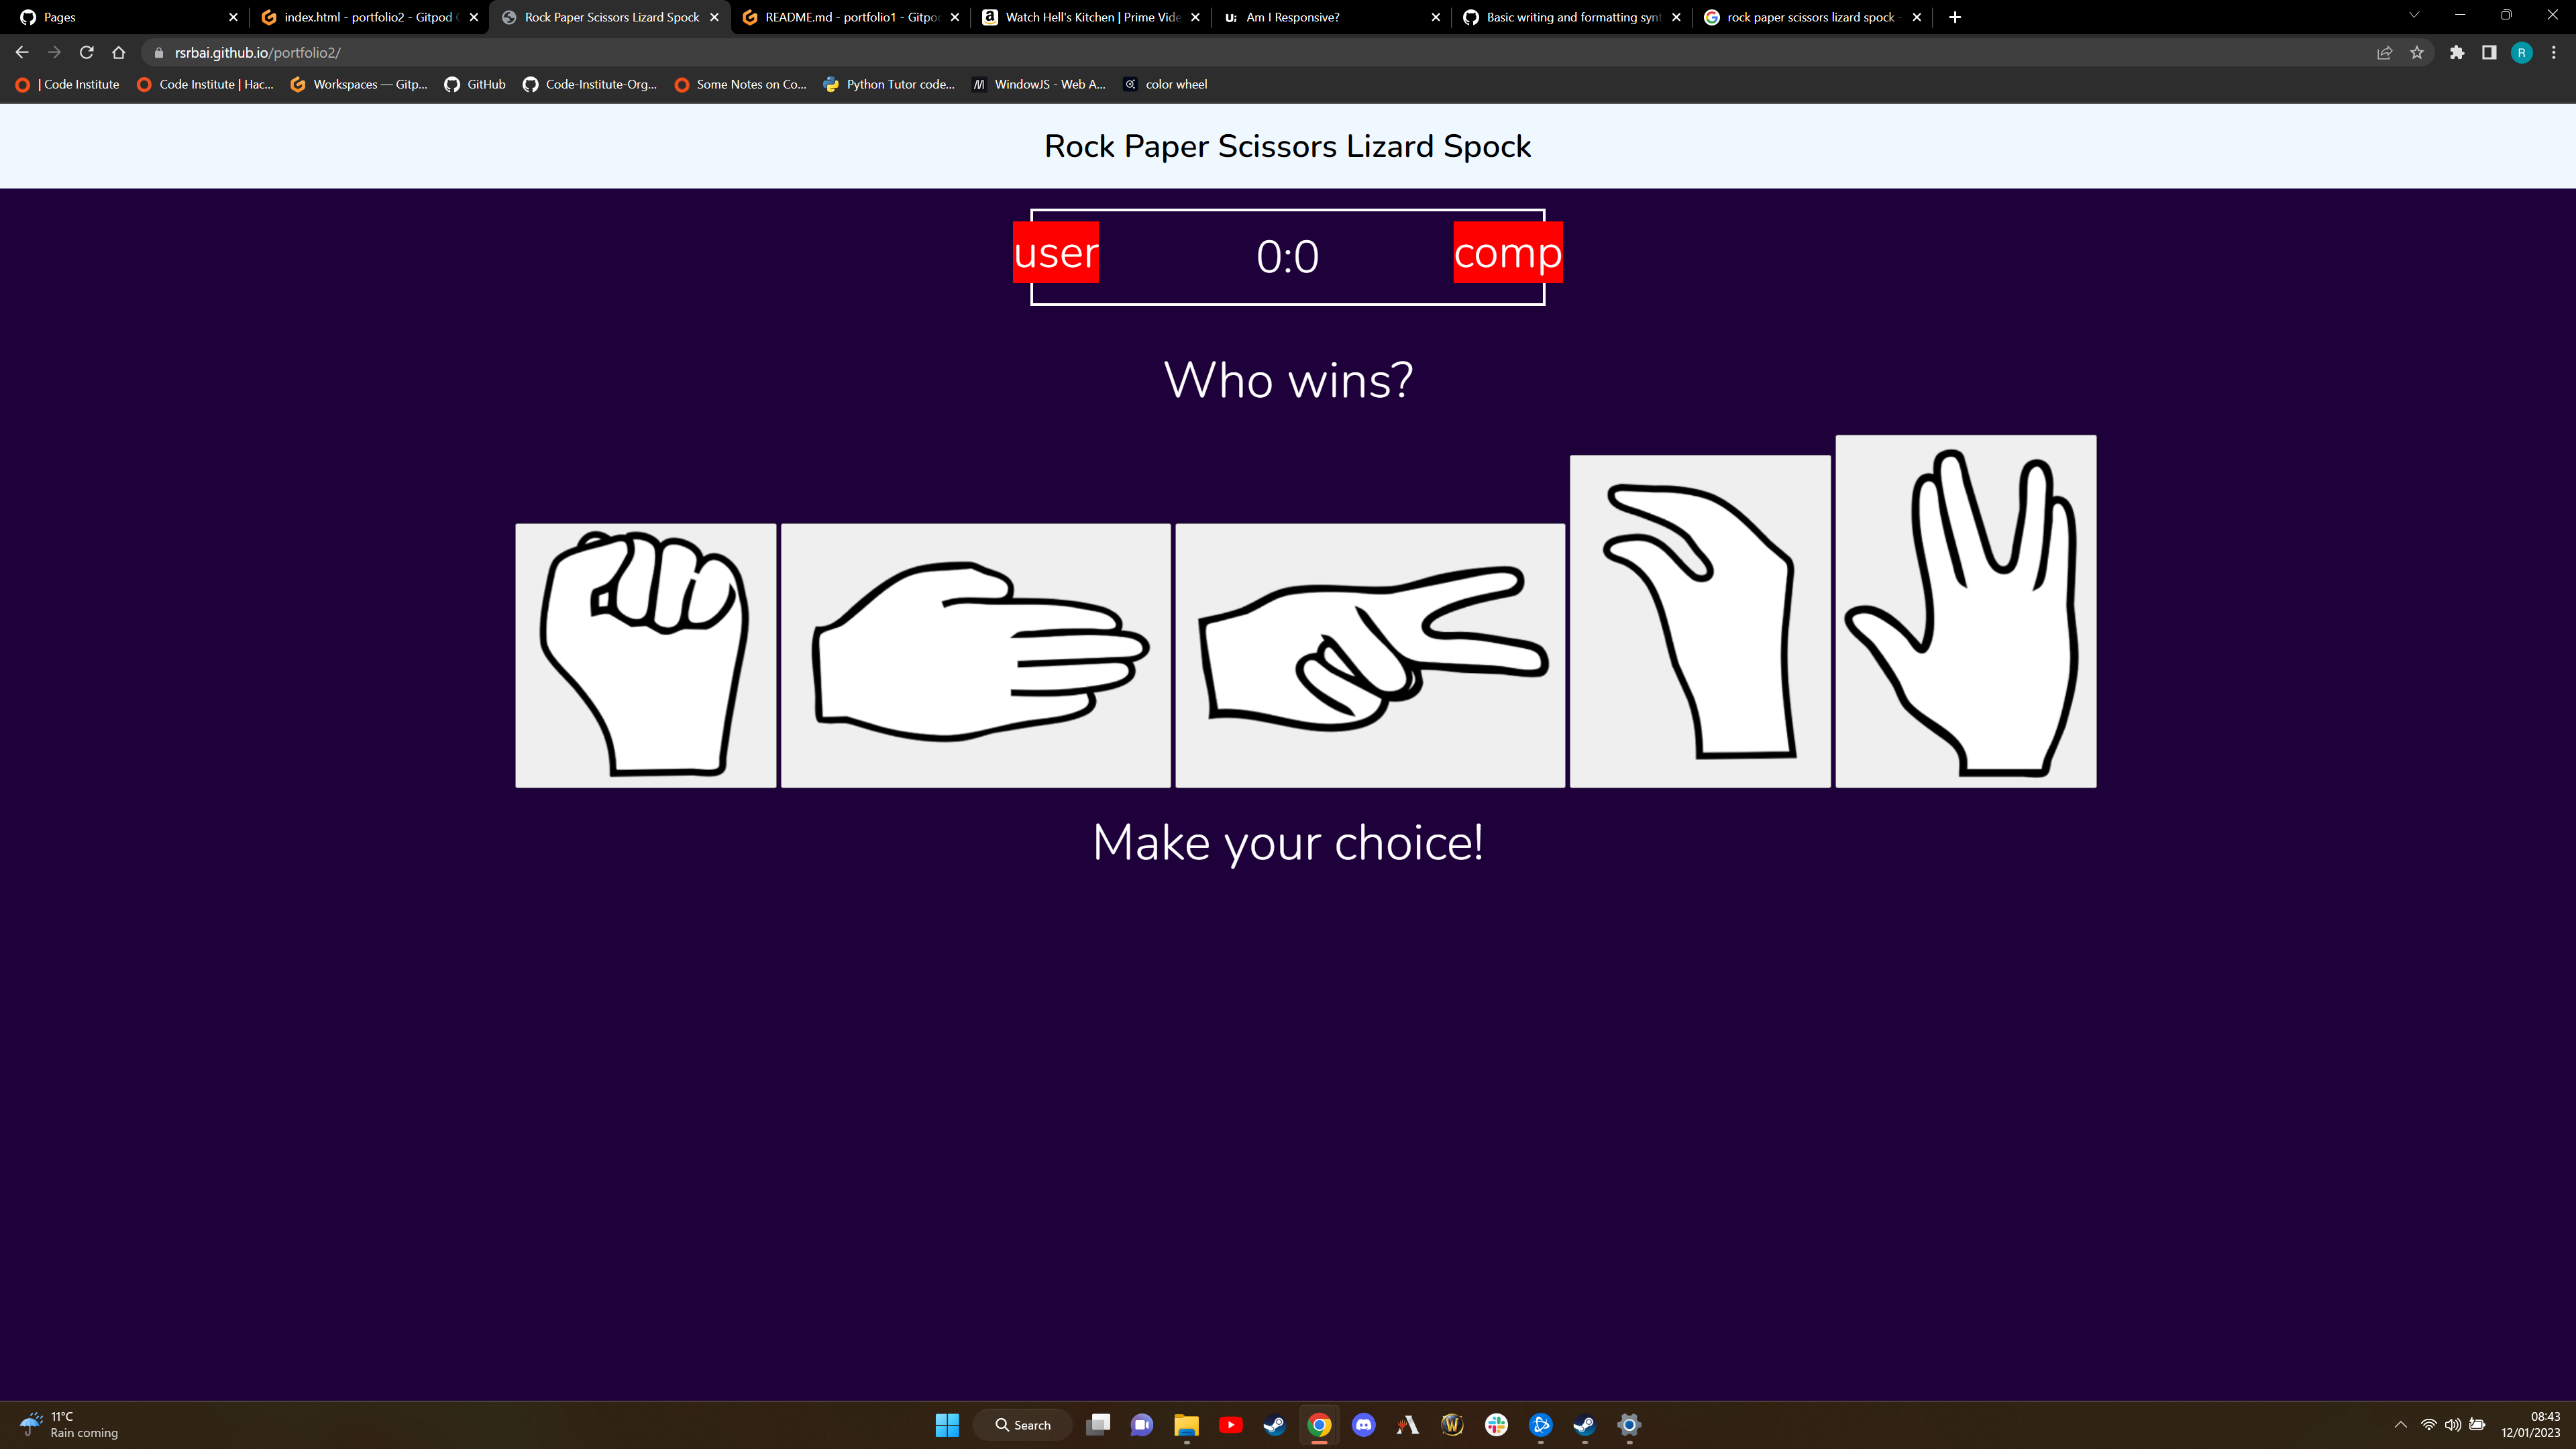 Pages
index.html - portfolio2 - Gitpod
Rock Paper Scissors Lizard Spock
README.md - portfolio1 - Gitpo
Watch Hell's Kitchen | Prime Vide
Am I Responsive?
Basic writing and formatting synt
rock paper scissors lizard spock -
rsrbai.github.io/portfolio2/
R
| Code Institute
Code Institute | Hac...
Workspaces — Gitp...
GitHub
Code-Institute-Org...
Some Notes on Co...
Python Tutor code...
WindowJS - Web A...
color wheel
Rock Paper Scissors Lizard Spock
user
0:0
comp
Who wins?
Make your choice!
11°C
Rain coming
Search
08:43
12/01/2023